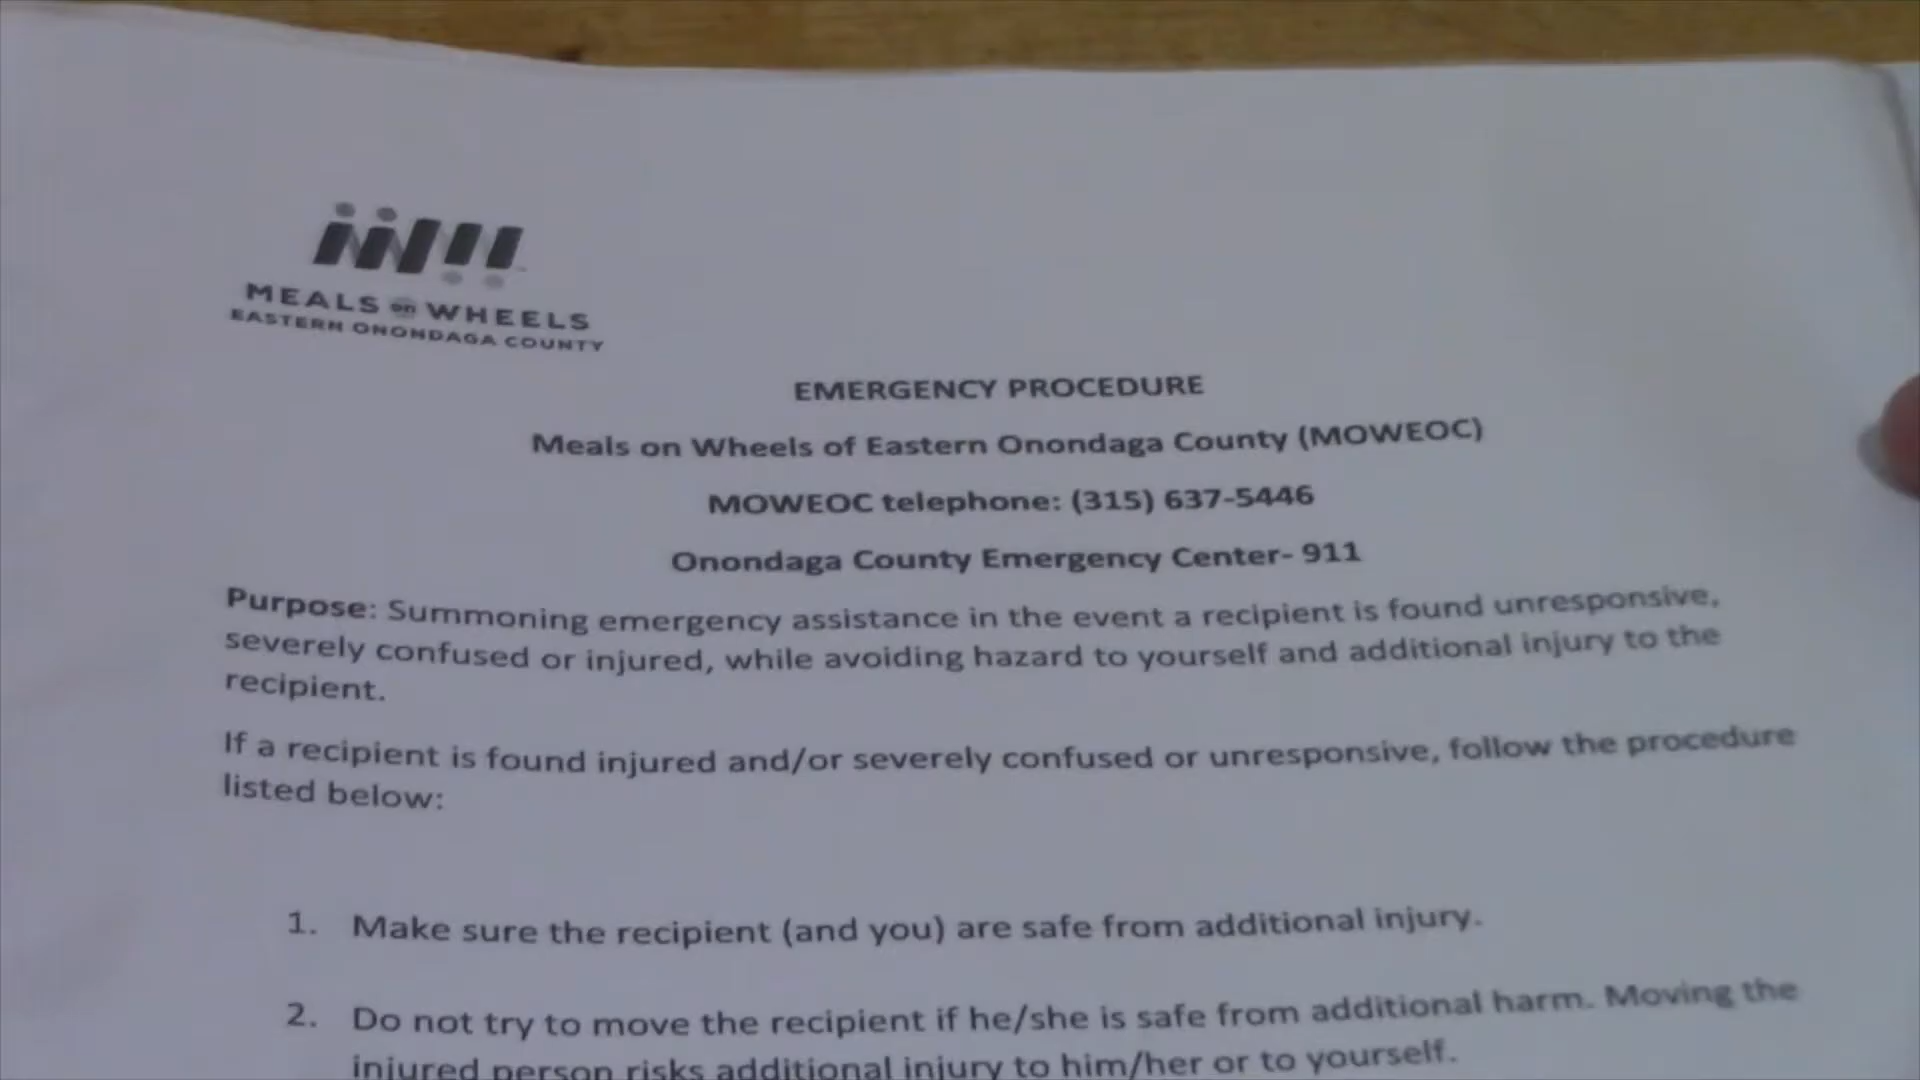 MEALS on WHEELS
EASTERN ONONDAGA COUNTY
EMERGENCY PROCEDURE
Meals on Wheels of Eastern Onondaga County (MOWEOC)
MOWEOC telephone: (315) 637-5446
Onondaga County Emergency Center- 911
Purpose: Summoning emergency assistance in the event a recipient is found unresponsive,
severely confused or injured, while avoiding hazard to yourself and additional injury to the
recipient.
If a recipient is found injured and/or severely confused or unresponsive, follow the procedure
listed below:
1. Make sure the recipient (and you) are safe from additional injury.
2. Do not try to move the recipient if he/she is safe from additional harm. Moving the
injured person risks additional injury to him/her or to yourself.